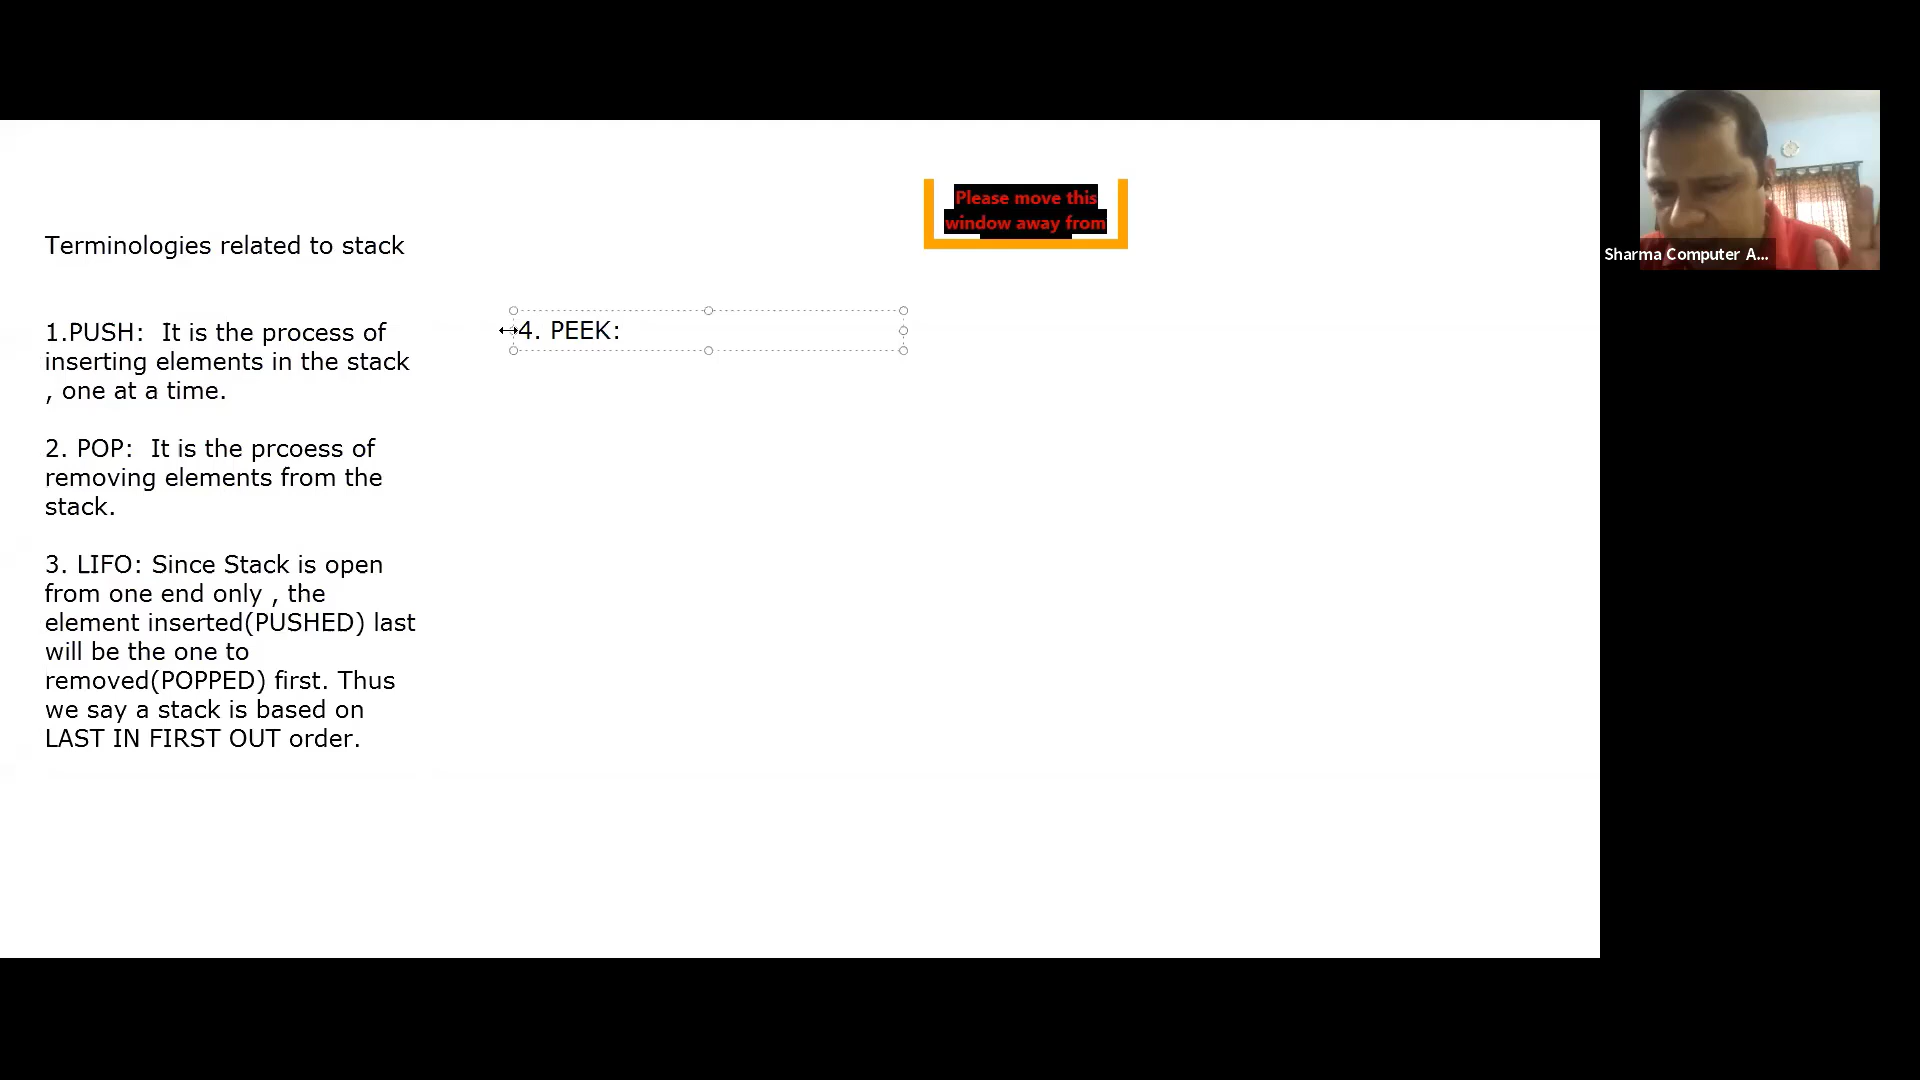 Terminologies related to stack
1.PUSH:  It is the process of
inserting elements in the stack
, one at a time.
2. POP:  It is the prcoess of
removing elements from the
stack.
3. LIFO: Since Stack is open
from one end only , the
element inserted(PUSHED) last
will be the one to
removed(POPPED) first. Thus
we say a stack is based on
LAST IN FIRST OUT order.
4. PEEK:
Please move this
window away from
Sharma Computer A...